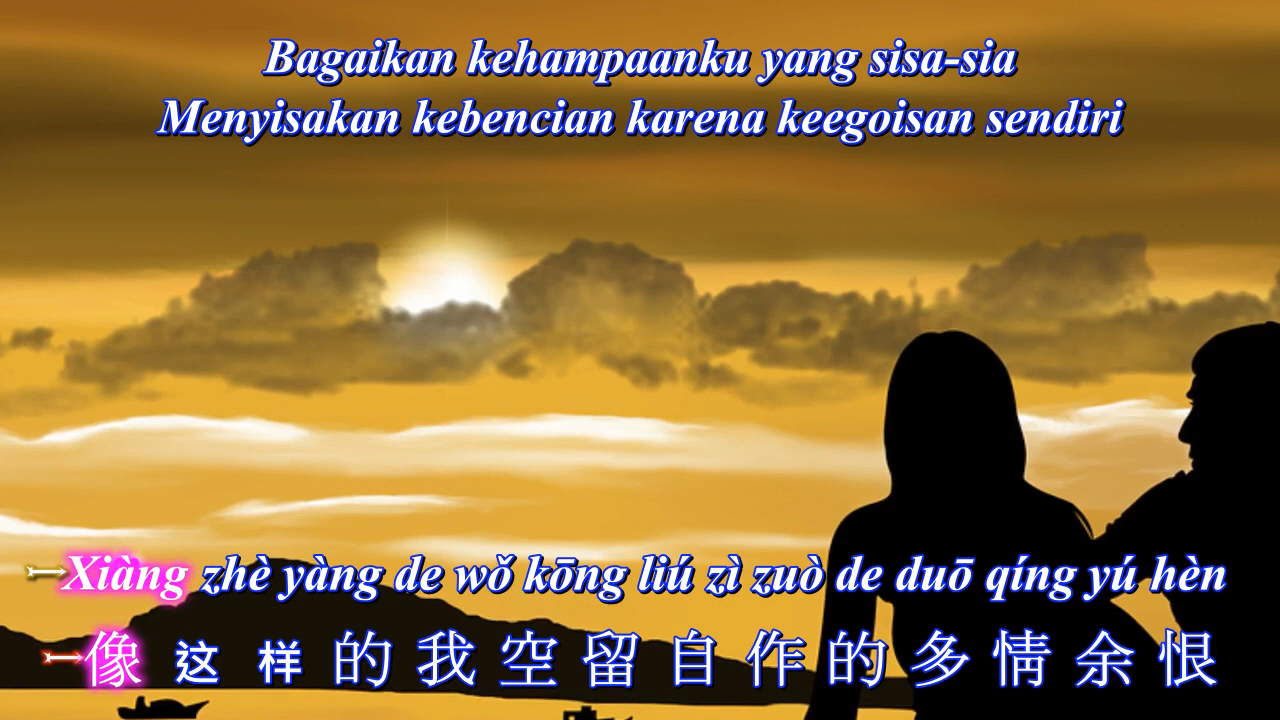 Bagaikan kehampaanku yang sisa-sia
Menyisakan kebencian karena keegoisan sendiri
Xiàng zhè yàng de wǒ kōng liú zì zuò de duō qíng yú hèn
像这样的我空留自作的多情余恨